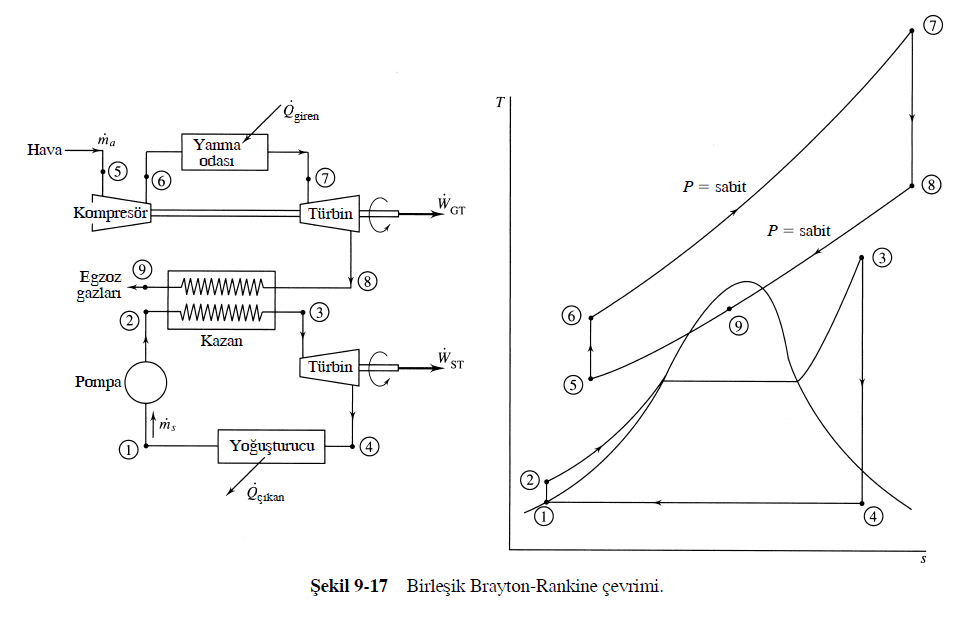 Hava
ṁa
Q̇giren
Yanma
odası
5
6
7
Kompresör
Türbin
ẆGT
Egzoz
gazları
9
8
2
3
Kazan
Türbin
ẆST
Pompa
ṁs
1
Yoğuşturucu
4
Q̇çıkan
T
7
P = sabit
8
P = sabit
3
6
9
5
2
1
4
s
Şekil 9-17 Birleşik Brayton-Rankine çevrimi.